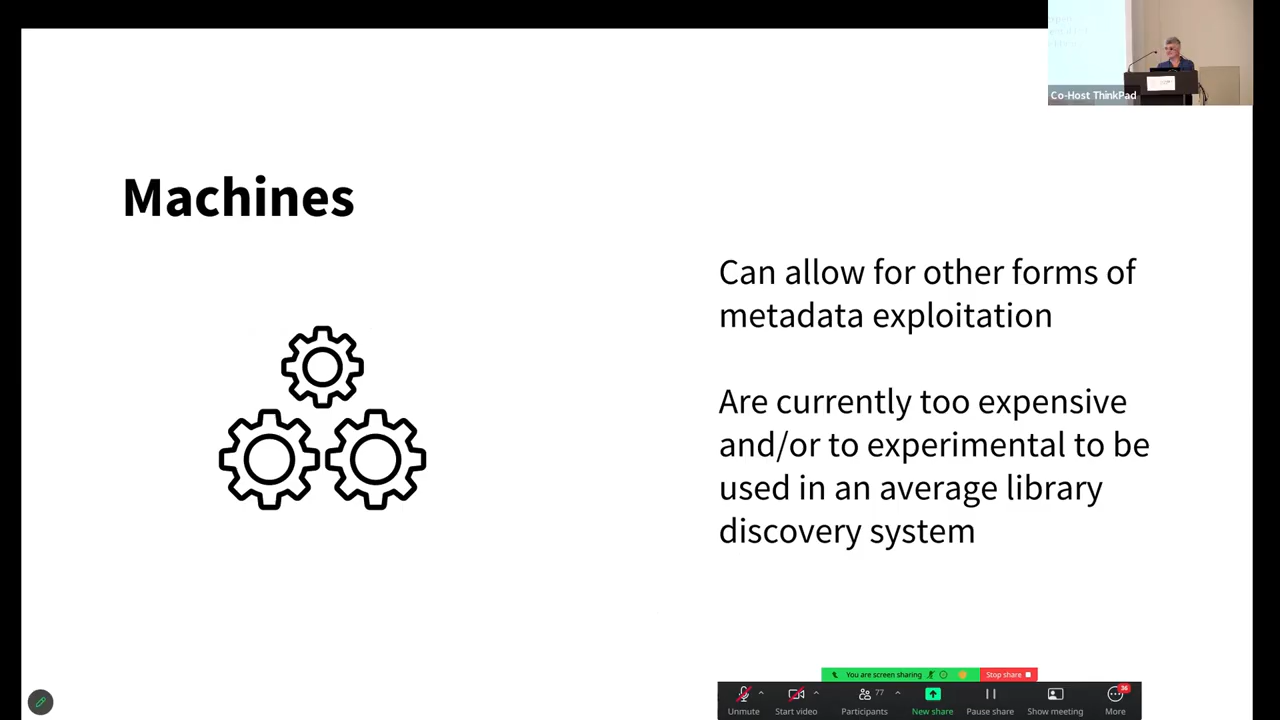 Co-Host ThinkPad
Machines
Can allow for other forms of
metadata exploitation
Are currently too expensive
and/or to experimental to be
used in an average library
discovery system
You are screen sharing
Stop share
77
36
Unmute
Start video
Participants
New share
Pause share
Show meeting
More